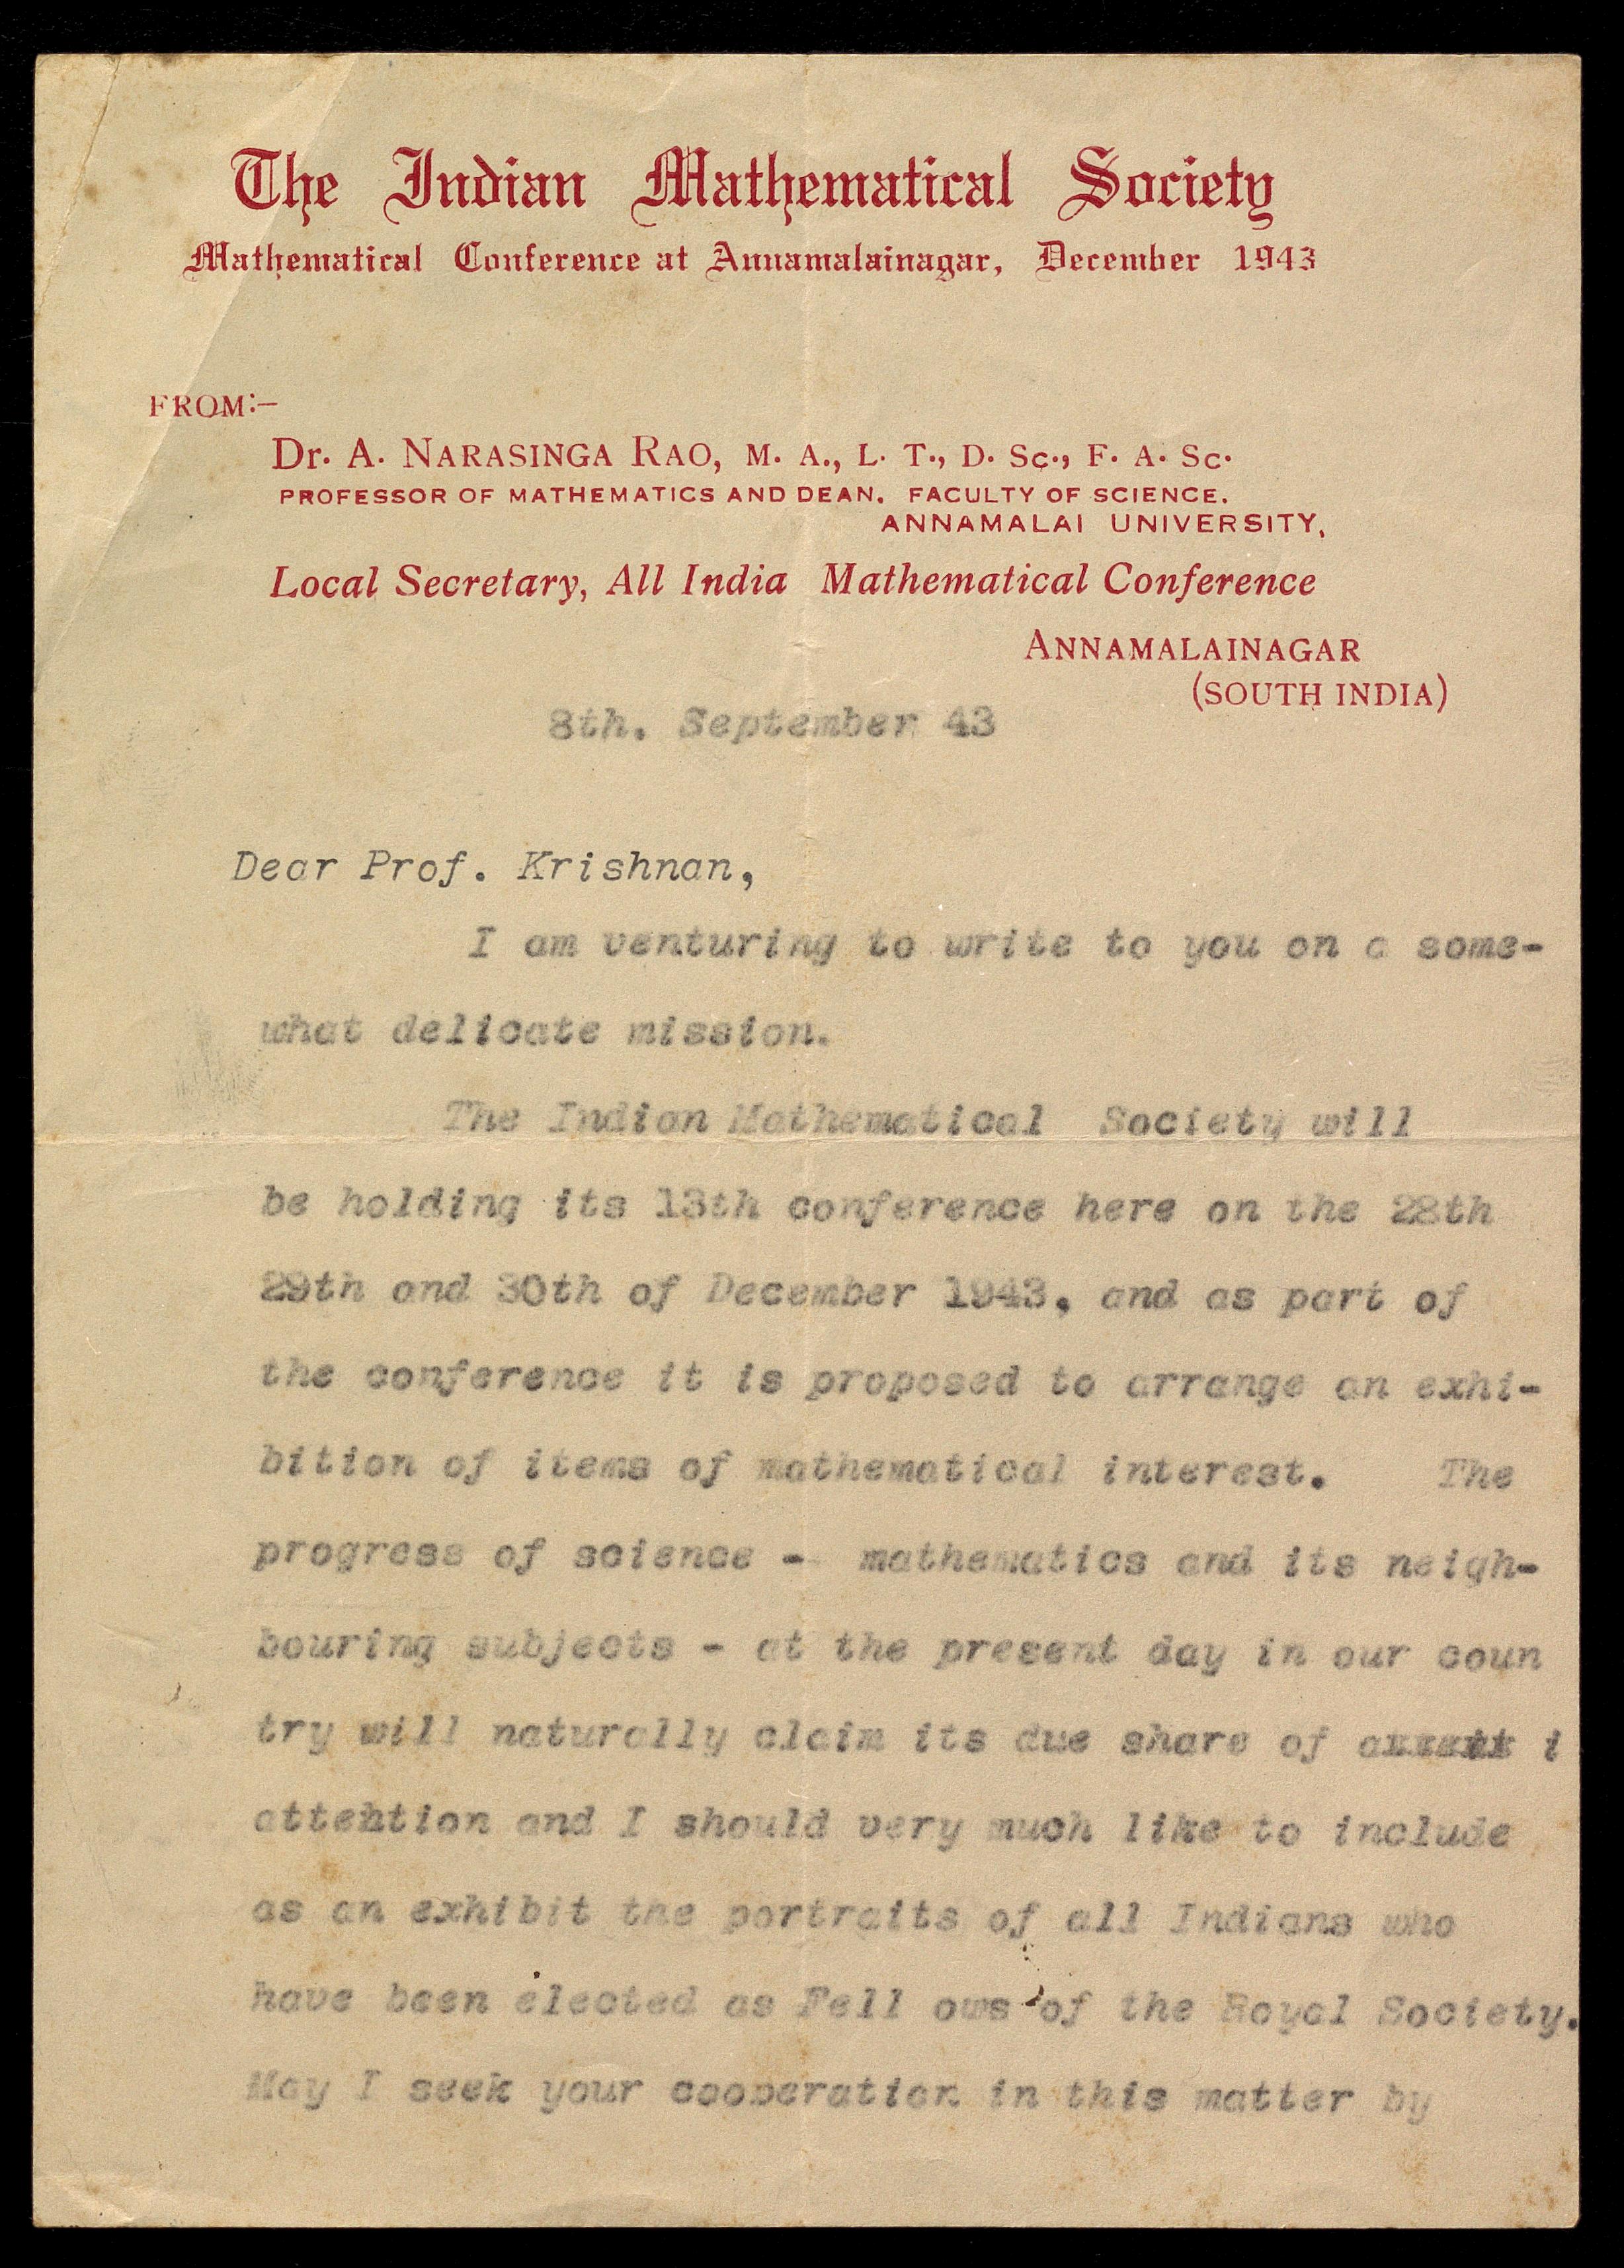 The Indian Mathematical Society
Mathematical Conference at Annamalainagar, December 1943
FROM:—
Dr. A. NARASINGA RAO, M. A., L. T., D. Sc., F. A. Sc.
PROFESSOR OF MATHEMATICS AND DEAN, FACULTY OF SCIENCE,
ANNAMALAI UNIVERSITY,
Local Secretary, All India Mathematical Conference
ANNAMALAINAGAR
(SOUTH INDIA)
8th. September 43
Dear Prof. Krishnan,
I am venturing to write to you on a some-
what delicate mission.
The Indian Mathematical Society will
be holding its 13th conference here on the 28th
29th and 30th of December 1943, and as part of
the conference it is proposed to arrange an exhi-
bition of items of mathematical interest. The
progress of science - mathematics and its neigh-
bouring subjects - at the present day in our coun
try will naturally claim its due share of i
attention and I should very much like to include
as an exhibit the portraits of all Indians who
have been elected as Fell ows of the Royal Society.
May I seek your cooperation in this matter by